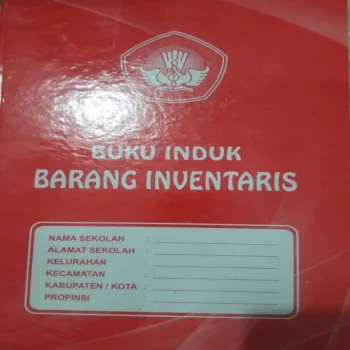 BUKU INDUK
BARANG INVENTARIS
NAMA SEKOLAH :
ALAMAT SEKOLAH :
KELURAHAN :
KECAMATAN :
KABUPATEN / KOTA :
PROPINSI :